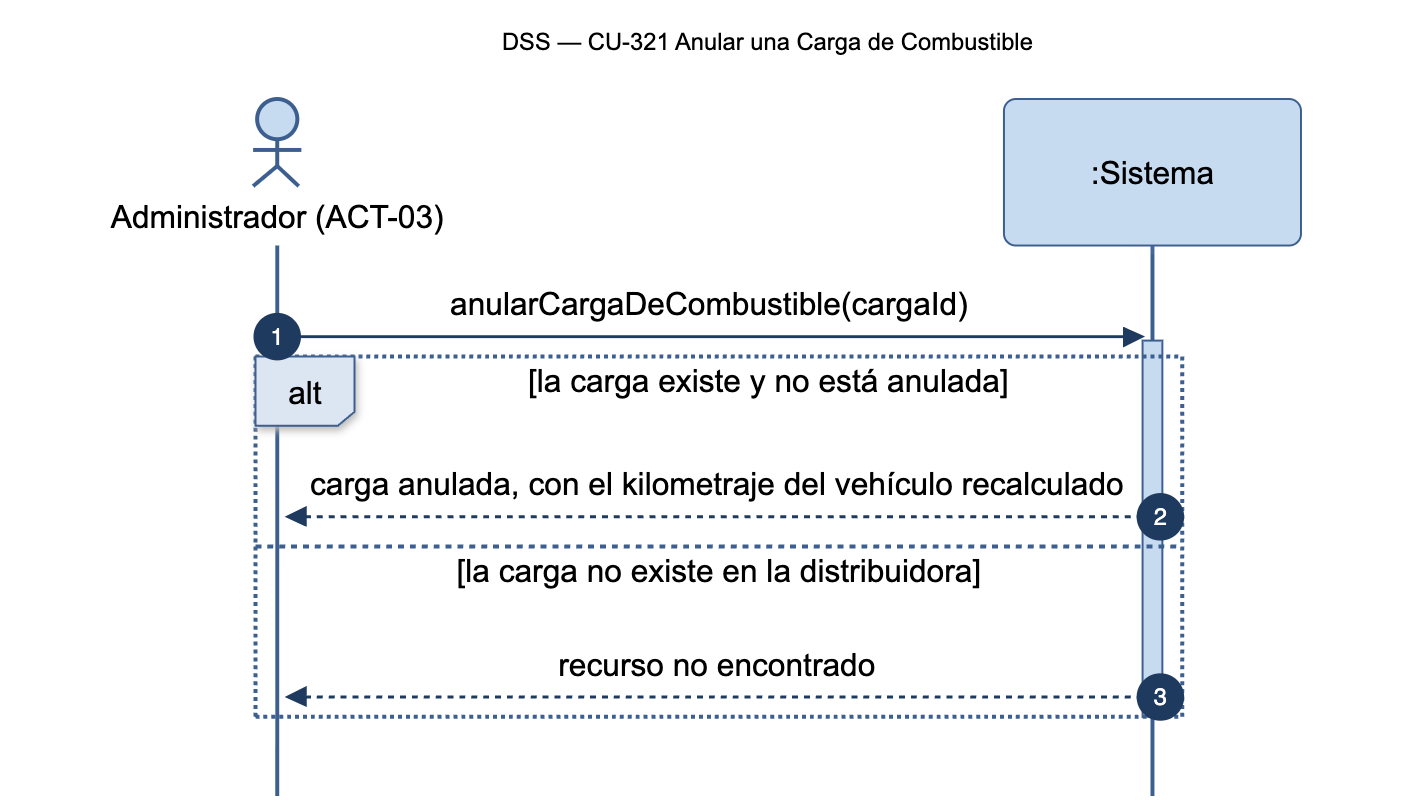 DSS — CU-321 Anular una Carga de Combustible
:Sistema
Administrador (ACT-03)
anularCargaDeCombustible(cargaId)
1
alt
[la carga existe y no está anulada]
carga anulada, con el kilometraje del vehículo recalculado
2
[la carga no existe en la distribuidora]
recurso no encontrado
3